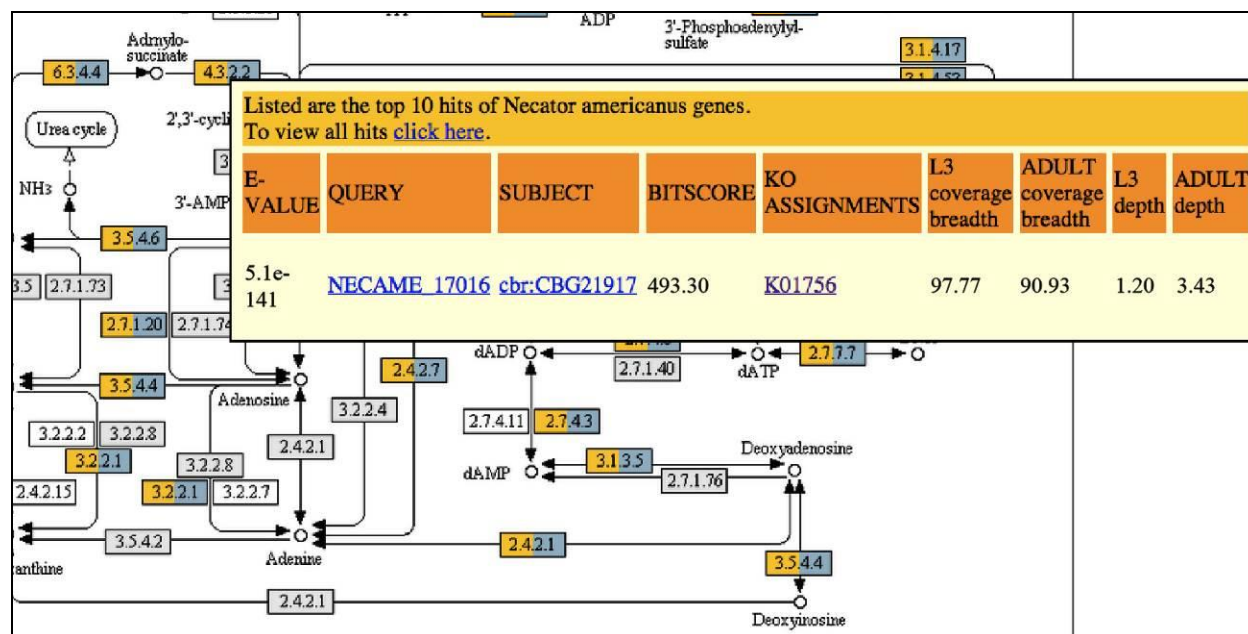 ADP
3'-Phosphoadenylyl-
sulfate
Admylo-
succinate
3.1.4.17
6.3.4.4
4.3.2.2
Listed are the top 10 hits of Necator americanus genes.
To view all hits click here.
Urea cycle
2',3'-cycli
E-
VALUE
QUERY
SUBJECT
BITSCORE
KO
ASSIGNMENTS
L3
coverage
breadth
ADULT
coverage
breadth
L3
depth
ADULT
depth
NH3
3'-AMP
3.5.4.6
5.1e-
141
NECAME_17016
cbr:CBG21917
493.30
K01756
97.77
90.93
1.20
3.43
3.5
2.7.1.73
2.7.1.20
2.7.1.74
dADP
2.7.1.40
dATP
2.7.7.7
2.4.2.7
3.5.4.4
Adenosine
3.2.2.4
3.2.2.2
3.2.2.8
2.7.4.11
2.7.4.3
3.2.2.1
3.2.2.8
2.4.2.1
Deoxyadenosine
3.1.3.5
dAMP
2.7.1.76
2.4.2.15
3.2.2.1
3.2.2.7
3.5.4.2
Adenine
2.4.2.1
anthine
3.5.4.4
2.4.2.1
Deoxyinosine